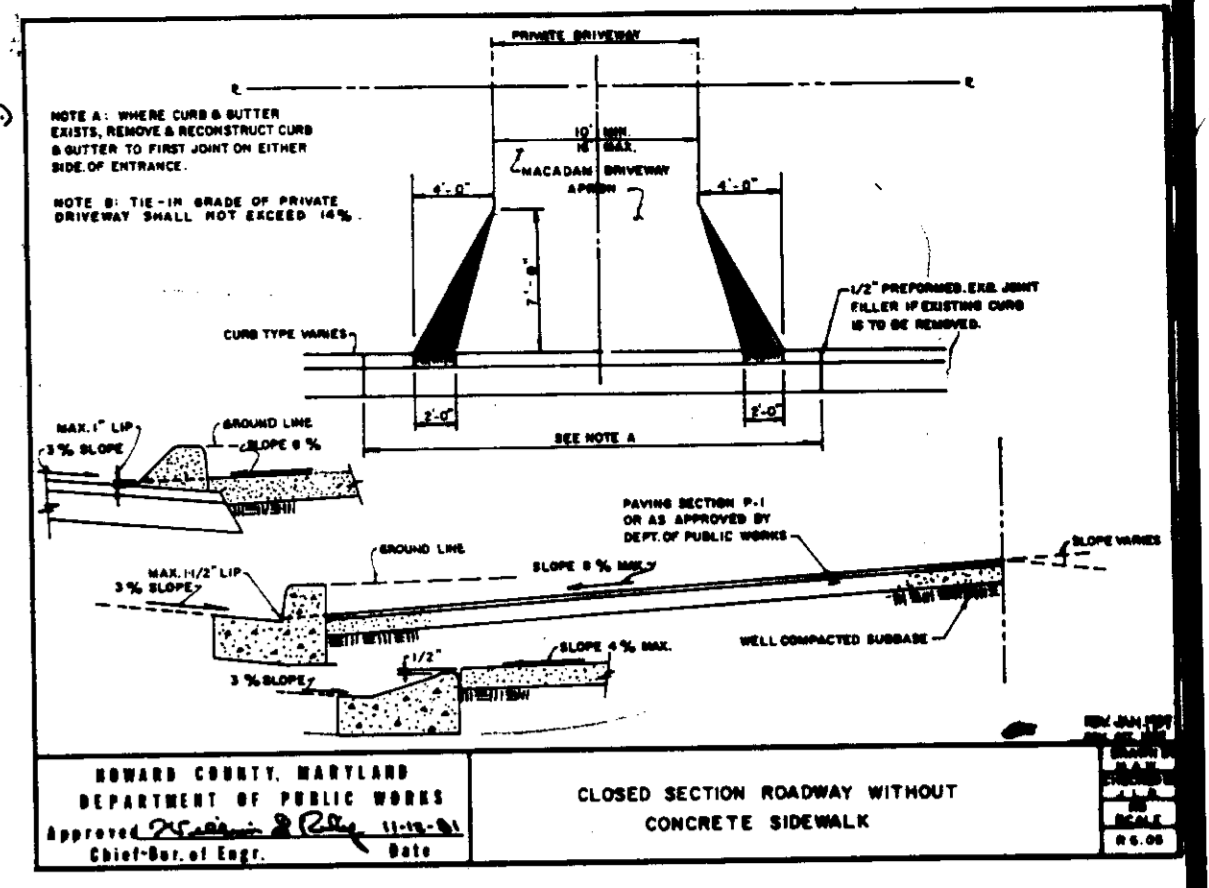 PRIVATE DRIVEWAY
NOTE A: WHERE CURB & GUTTER
EXISTS, REMOVE & RECONSTRUCT CURB
& GUTTER TO FIRST JOINT ON EITHER
SIDE OF ENTRANCE.
NOTE B: TIE-IN GRADE OF PRIVATE
DRIVEWAY SHALL NOT EXCEED 14%.
10' MIN.
MAX.
MACADAM DRIVEWAY
APRON
4'-0"
4'-0"
1/2" PREFORMED EXP. JOINT
FILLER IF EXISTING CURB
IS TO BE REMOVED.
CURB TYPE VARIES
2'-0"
2'-0"
SEE NOTE A
MAX. 1" LIP
3% SLOPE
GROUND LINE
SLOPE 8%
PAVING SECTION P-1
OR AS APPROVED BY
DEPT. OF PUBLIC WORKS
SLOPE VARIES
GROUND LINE
SLOPE 8% MAX.
MAX. 1-1/2" LIP
3% SLOPE
WELL COMPACTED SUBBASE
SLOPE 4% MAX.
1/2"
3% SLOPE
HOWARD COUNTY, MARYLAND
DEPARTMENT OF PUBLIC WORKS
Approved 11-12-81
Chief-Bur. of Engr. Date
CLOSED SECTION ROADWAY WITHOUT
CONCRETE SIDEWALK
REV. JAN.
SCALE